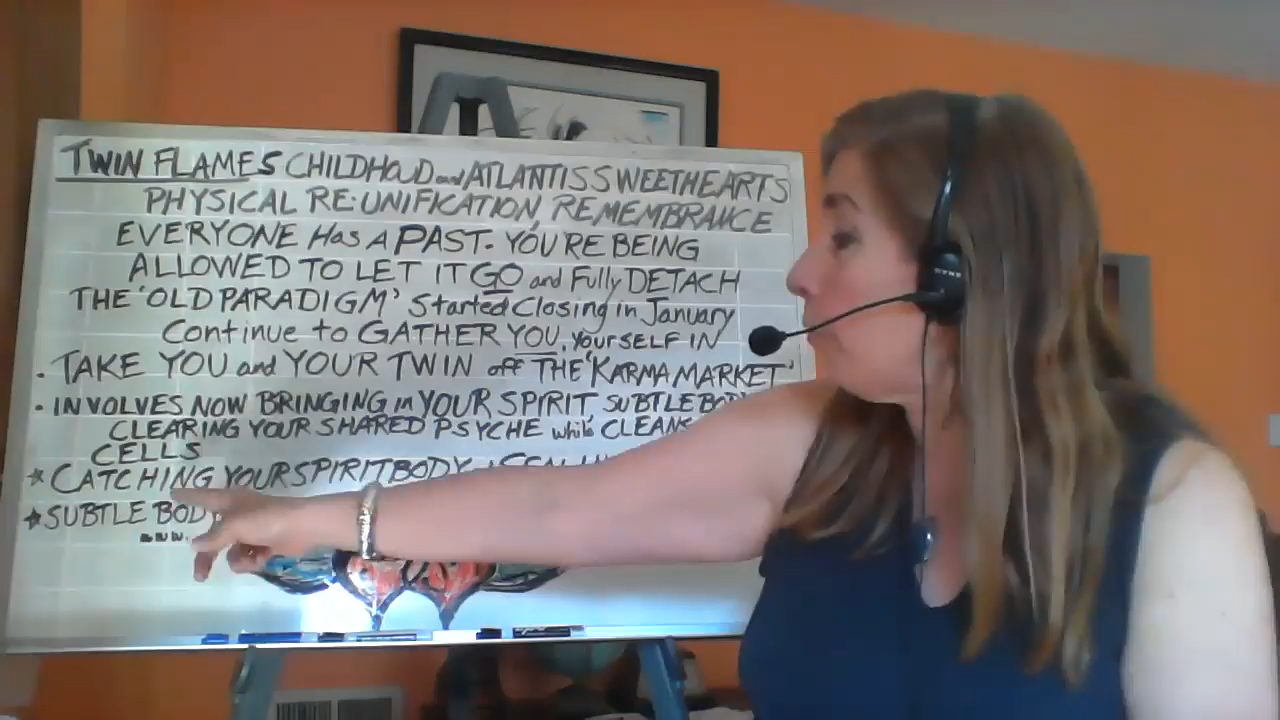 TWIN FLAMES CHILDHOOD and ATLANTIS SWEETHEARTS
PHYSICAL RE-UNIFICATION, REMEMBRANCE
EVERYONE Has A PAST. YOU'RE BEING
ALLOWED TO LET IT GO and Fully DETACH
THE 'OLD PARADIGM' Started Closing in January
Continue to GATHER YOU, YOURSELF IN
• TAKE YOU and YOUR TWIN off THE 'KARMA MARKET'
• INVOLVES NOW BRINGING in YOUR SPIRIT, SUBTLE
CLEARING YOUR SHARED PSYCHE while
CELLS
* CATCHING YOUR SPIRIT BODY
* SUBTLE BODY